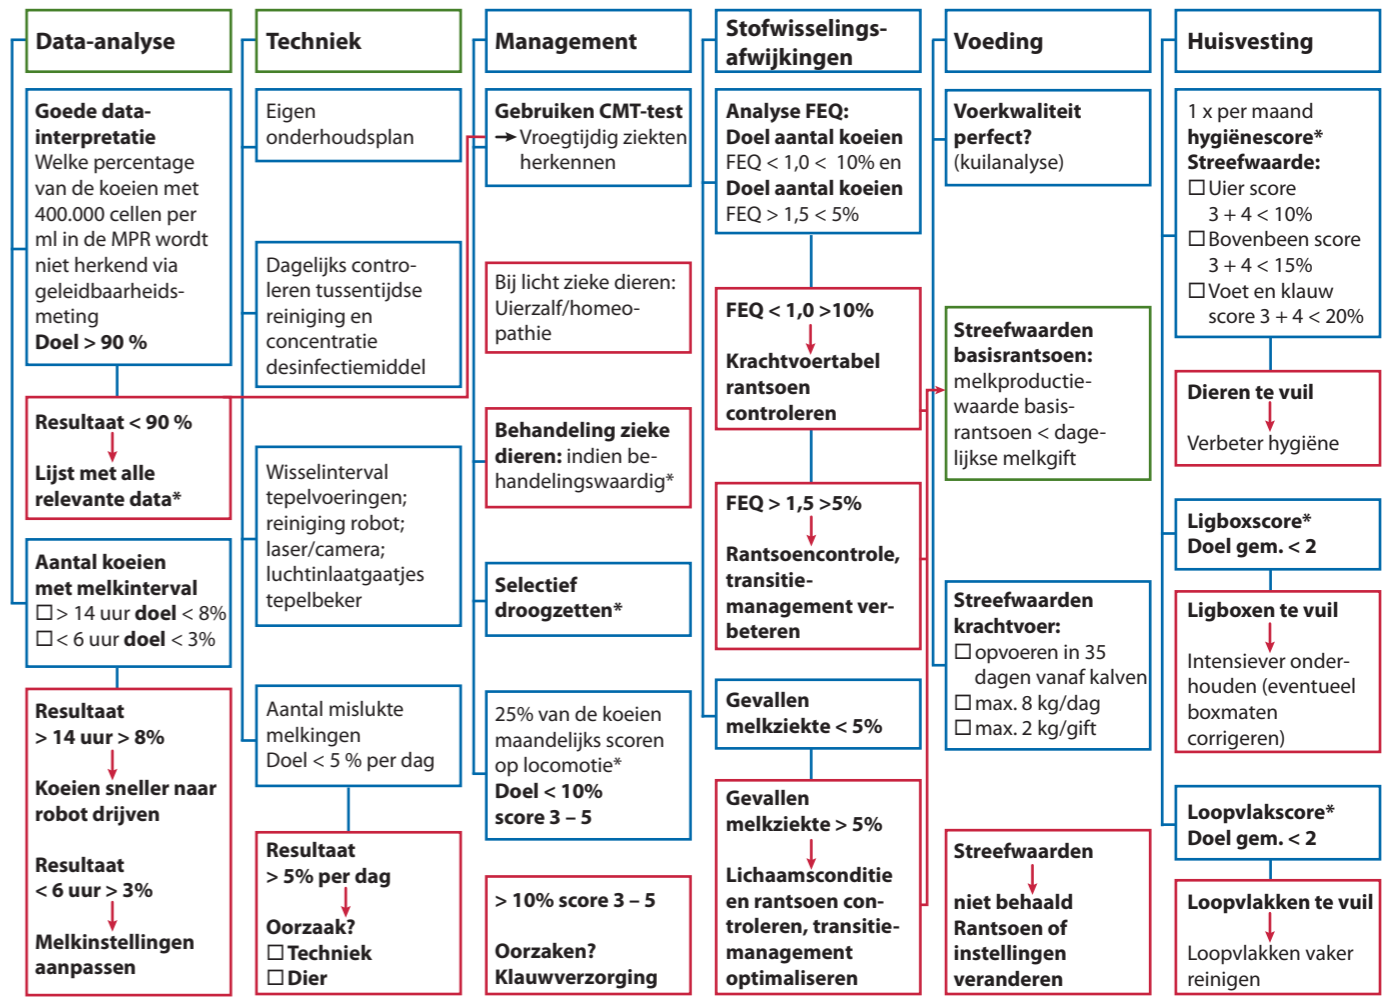 Data-analyse
Goede data-
interpretatie
Welke percentage
van de koeien met
400.000 cellen per
ml in de MPR wordt
niet herkend via
geleidbaarheids-
meting
Doel > 90 %
Resultaat < 90 %
Lijst met alle
relevante data*
Aantal koeien
met melkinterval
☐ > 14 uur doel < 8%
☐ < 6 uur doel < 3%
Resultaat
> 14 uur > 8%
Koeien sneller naar
robot drijven
Resultaat
< 6 uur > 3%
Melkinstellingen
aanpassen
Techniek
Eigen
onderhoudsplan
Dagelijks contro-
leren tussentijdse
reiniging en
concentratie
desinfectiemiddel
Wisselinterval
tepelvoeringen;
reiniging robot;
laser/camera;
luchtinlaatgaatjes
tepelbeker
Aantal mislukte
melkingen
Doel < 5 % per dag
Resultaat
> 5% per dag
Oorzaak?
☐ Techniek
☐ Dier
Management
Gebruiken CMT-test
→ Vroegtijdig ziekten
herkennen
Bij licht zieke dieren:
Uierzalf/homeo-
pathie
Behandeling zieke
dieren: indien be-
handelingswaardig*
Selectief
droogzetten*
25% van de koeien
maandelijks scoren
op locomotie*
Doel < 10%
score 3 – 5
> 10% score 3 – 5
Oorzaken?
Klauwverzorging
Stofwisselings-
afwijkingen
Analyse FEQ:
Doel aantal koeien
FEQ < 1,0 < 10% en
Doel aantal koeien
FEQ > 1,5 < 5%
FEQ < 1,0 >10%
Krachtvoertabel
rantsoen
controleren
FEQ > 1,5 >5%
Rantsoencontrole,
transitie-
management ver-
beteren
Gevallen
melkziekte < 5%
Gevallen
melkziekte > 5%
Lichaamsconditie
en rantsoen con-
troleren, transitie-
management
optimaliseren
Voeding
Voerkwaliteit
perfect?
(kuilanalyse)
Streefwaarden
basisrantsoen:
melkproductie-
waarde basis-
rantsoen < dage-
lijkse melkgift
Streefwaarden
krachtvoer:
☐ opvoeren in 35
dagen vanaf kalven
☐ max. 8 kg/dag
☐ max. 2 kg/gift
Streefwaarden
niet behaald
Rantsoen of
instellingen
veranderen
Huisvesting
1 x per maand
hygiënescore*
Streefwaarde:
☐ Uier score
3 + 4 < 10%
☐ Bovenbeen score
3 + 4 < 15%
☐ Voet en klauw
score 3 + 4 < 20%
Dieren te vuil
Verbeter hygiëne
Ligboxscore*
Doel gem. < 2
Ligboxen te vuil
Intensiever onder-
houden (eventueel
boxmaten
corrigeren)
Loopvlakscore*
Doel gem. < 2
Loopvlakken te vuil
Loopvlakken vaker
reinigen